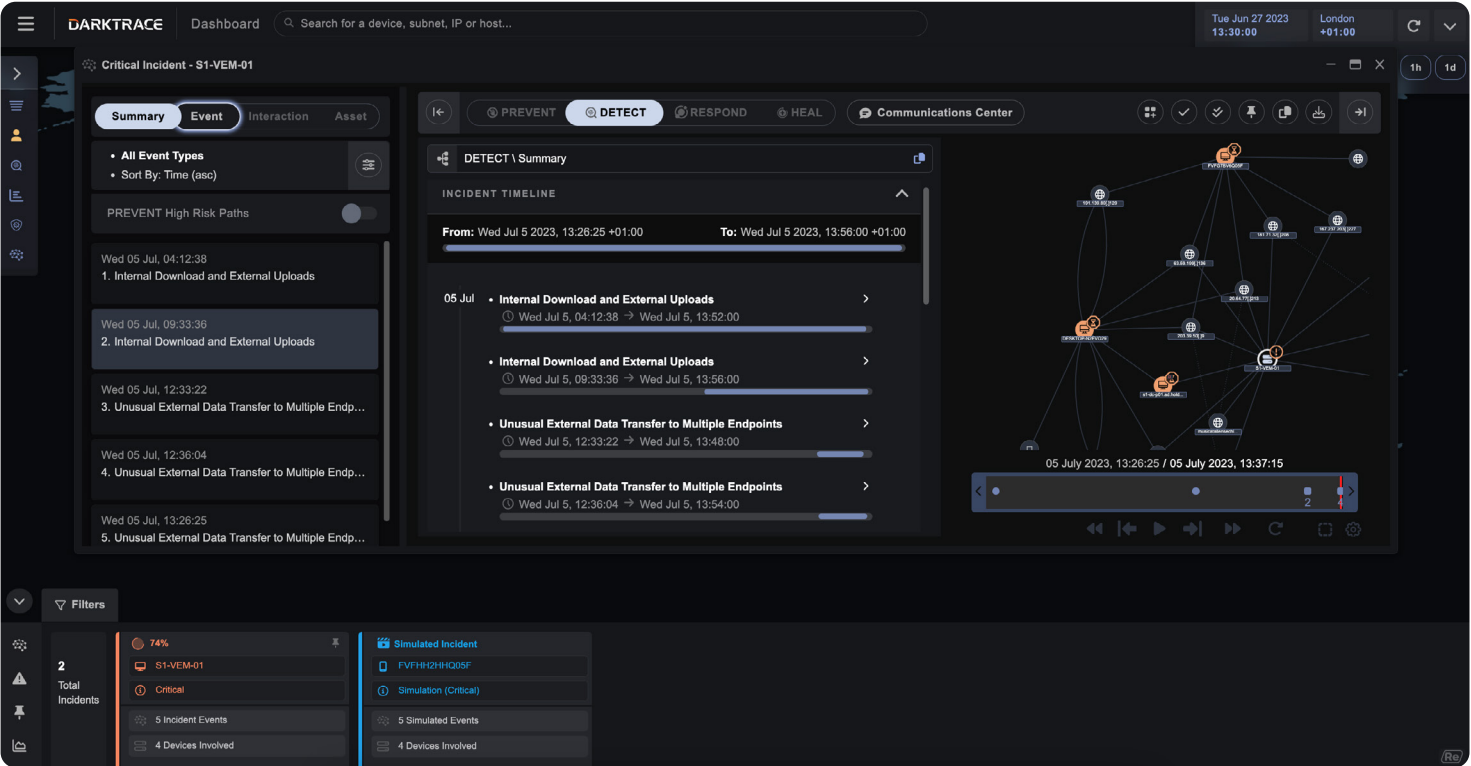 DARKTRACE
Dashboard
Search for a device, subnet, IP or host...
Tue Jun 27 2023
13:30:00
London
+01:00
Critical Incident - S1-VEM-01
1h
1d
Summary
Event
Interaction
Asset
• All Event Types
• Sort By: Time (asc)
PREVENT High Risk Paths
Wed 05 Jul, 04:12:38
1. Internal Download and External Uploads
Wed 05 Jul, 09:33:36
2. Internal Download and External Uploads
Wed 05 Jul, 12:33:22
3. Unusual External Data Transfer to Multiple Endp...
Wed 05 Jul, 12:36:04
4. Unusual External Data Transfer to Multiple Endp...
Wed 05 Jul, 13:26:25
5. Unusual External Data Transfer to Multiple Endp...
PREVENT
DETECT
RESPOND
HEAL
Communications Center
DETECT \ Summary
INCIDENT TIMELINE
From: Wed Jul 5 2023, 13:26:25 +01:00
To: Wed Jul 5 2023, 13:56:00 +01:00
05 Jul
• Internal Download and External Uploads
Wed Jul 5, 04:12:38 → Wed Jul 5, 13:52:00
• Internal Download and External Uploads
Wed Jul 5, 09:33:36 → Wed Jul 5, 13:56:00
• Unusual External Data Transfer to Multiple Endpoints
Wed Jul 5, 12:33:22 → Wed Jul 5, 13:48:00
• Unusual External Data Transfer to Multiple Endpoints
Wed Jul 5, 12:36:04 → Wed Jul 5, 13:54:00
S1-VEM-01
05 July 2023, 13:26:25 / 05 July 2023, 13:37:15
2
4
Filters
2
Total
Incidents
74%
S1-VEM-01
Critical
5 Incident Events
4 Devices Involved
Simulated Incident
FVFHH2HHQ05F
Simulation (Critical)
5 Simulated Events
4 Devices Involved
Re